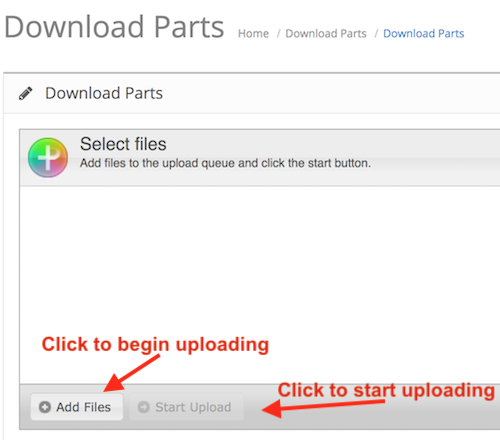 Download Parts Home / Download Parts / Download Parts
Download Parts
Select files
Add files to the upload queue and click the start button.
Click to begin uploading
Click to start uploading
Add Files Start Upload